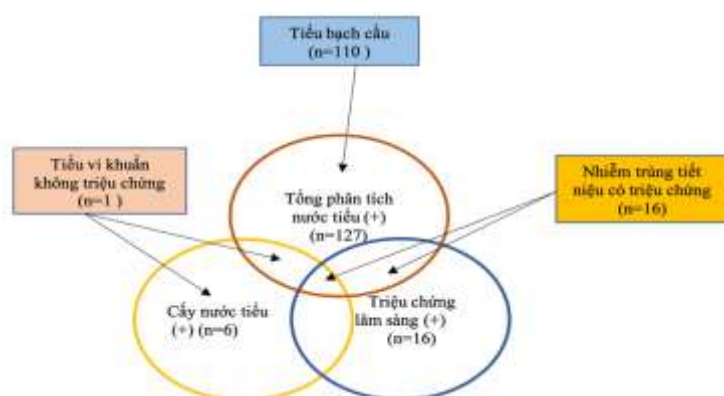 Tiểu bạch cầu
(n=110 )
Tiểu vi khuẩn
không triệu chứng
(n=1 )
Nhiễm trùng tiết
niệu có triệu chứng
(n=16)
Tổng phân tích
nước tiểu (+)
(n=127)
Cấy nước tiểu
(+) (n=6)
Triệu chứng
lâm sàng (+)
(n=16)